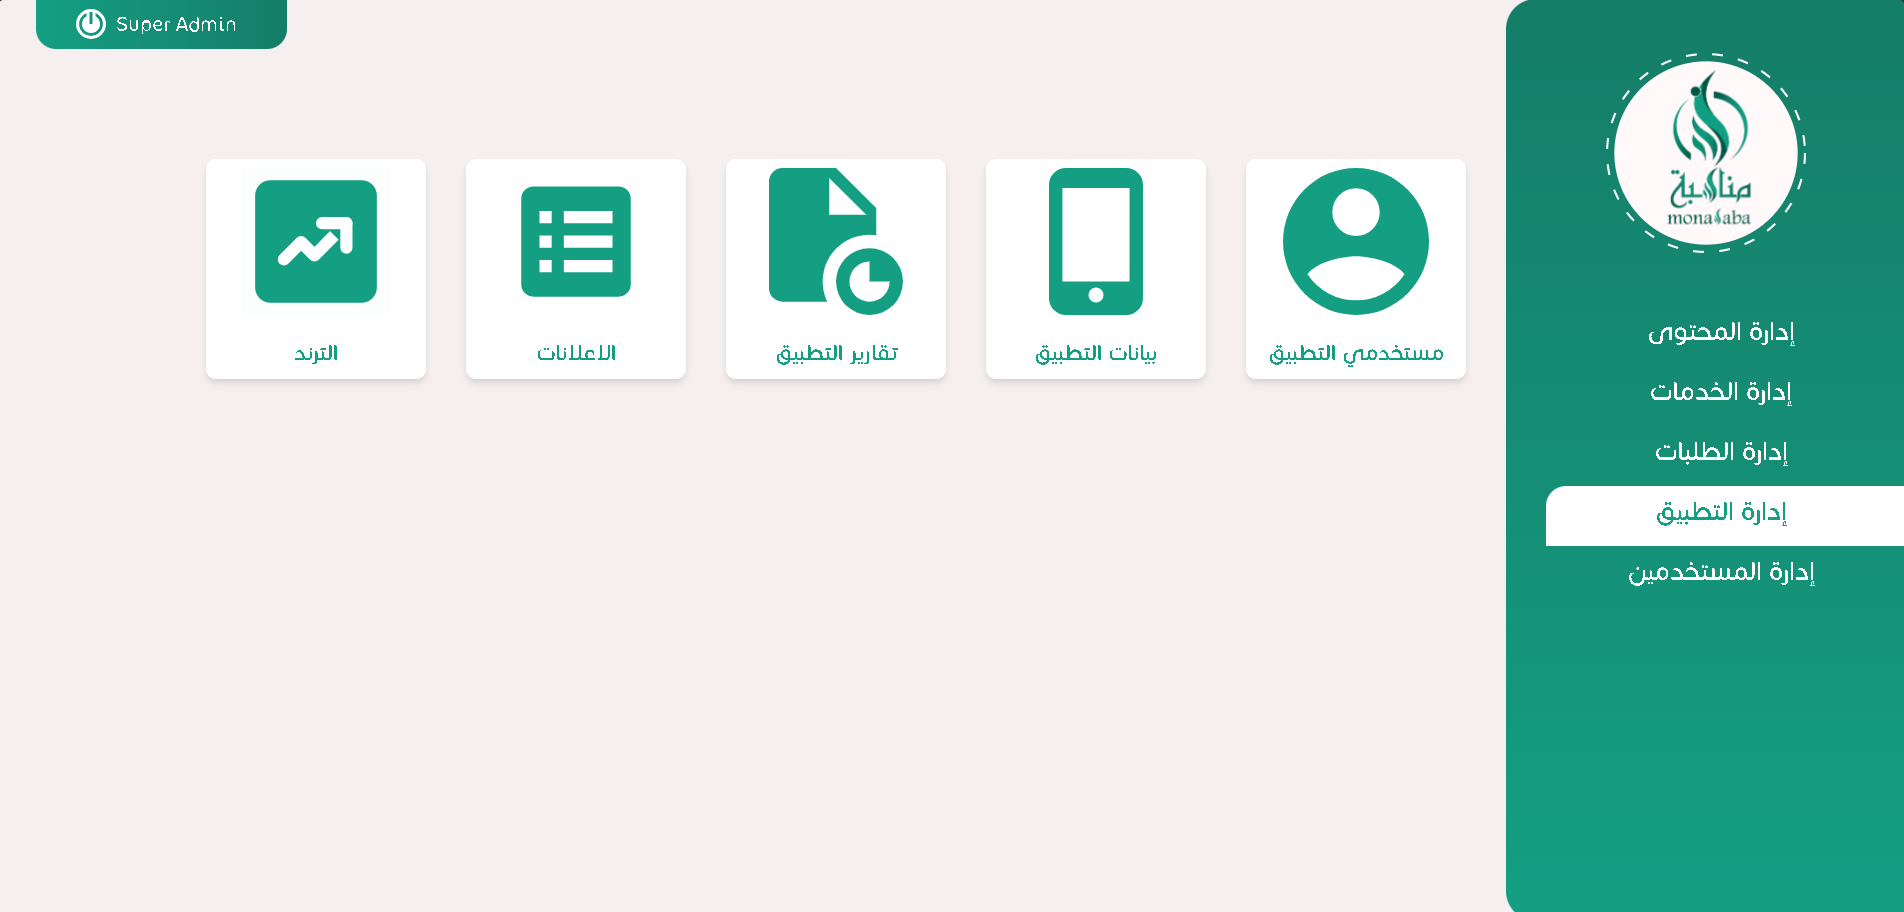 Super Admin
مناسبة
monasaba
إدارة المحتوى
إدارة الخدمات
إدارة الطلبات
إدارة التطبيق
إدارة المستخدمين
مستخدمي التطبيق
بيانات التطبيق
تقارير التطبيق
الاعلانات
الترند